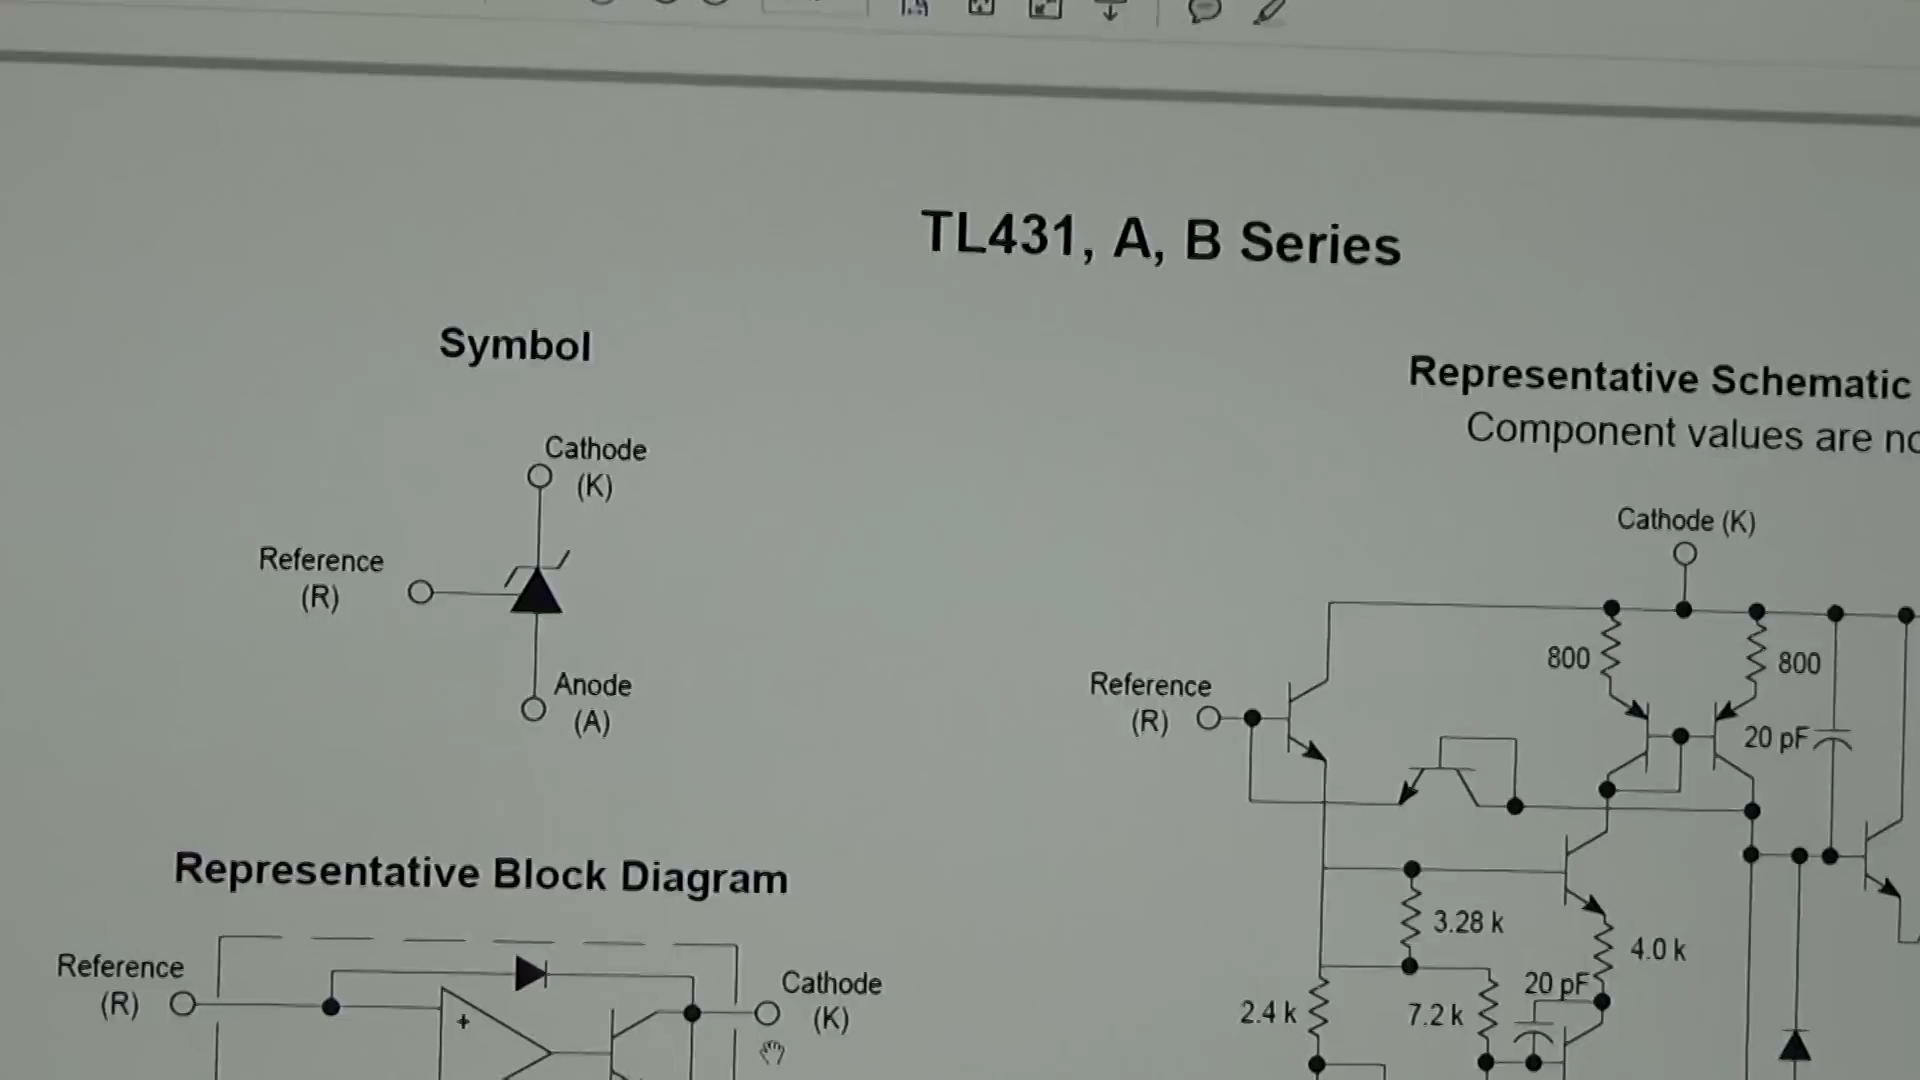 TL431, A, B Series
Symbol
Representative Schematic
Component values are
Cathode
(K)
Reference
(R)
Anode
(A)
Cathode (K)
800
800
Reference
(R)
20 pF
3.28 k
4.0 k
20 pF
2.4 k
7.2 k
Representative Block Diagram
Reference
(R)
+
Cathode
(K)